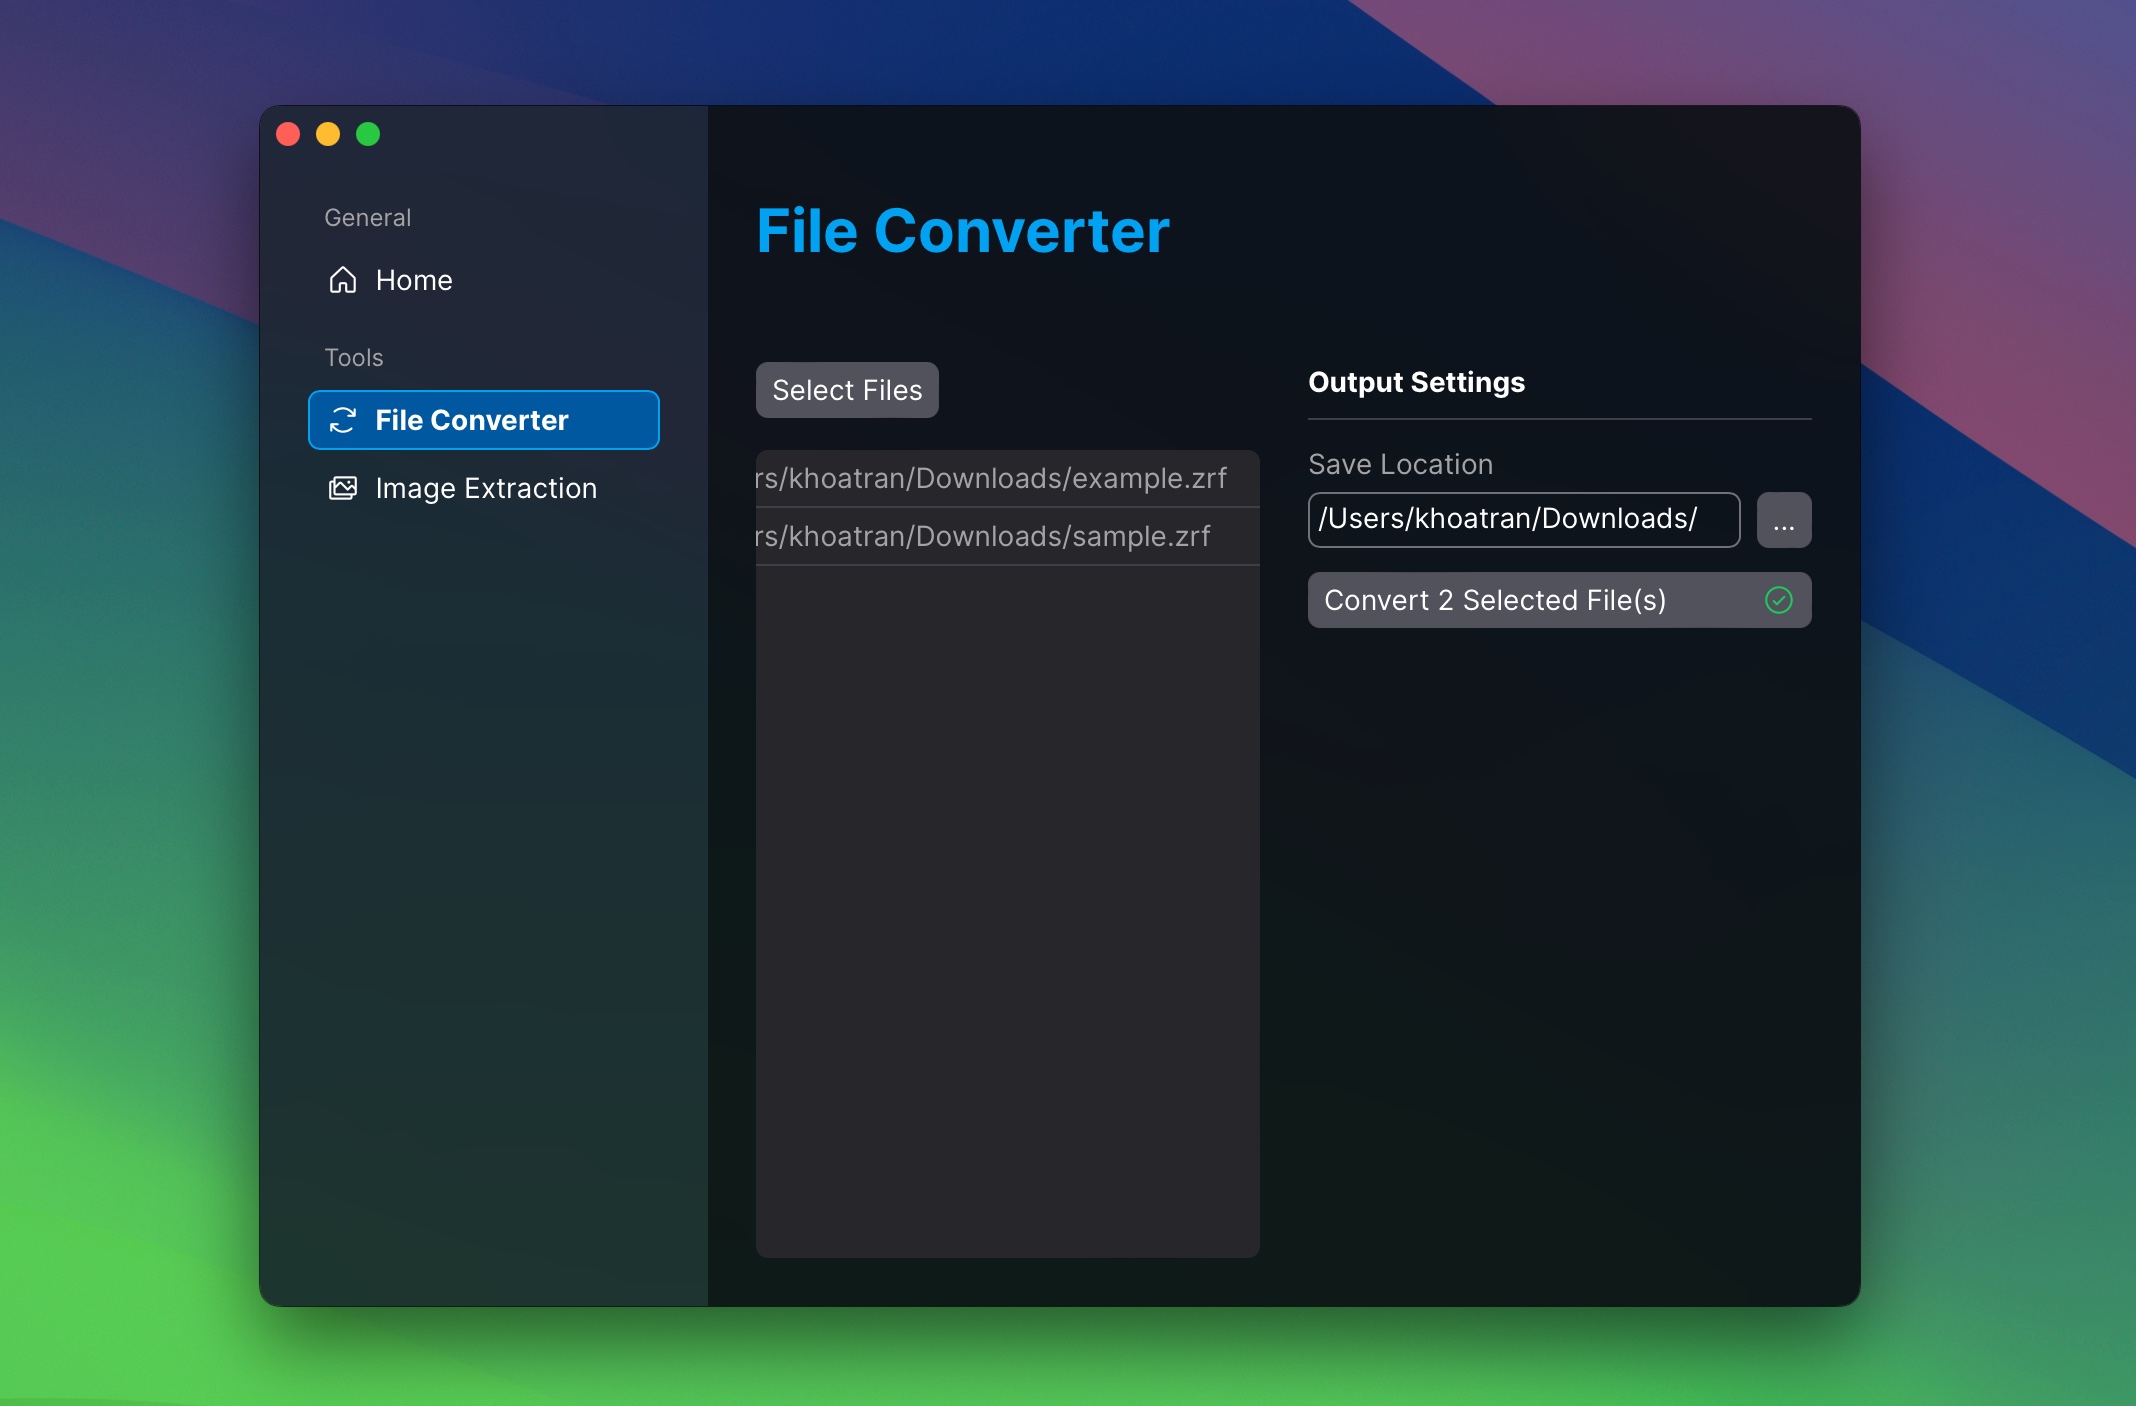 General
Home
Tools
File Converter
Image Extraction
File Converter
Select Files
rs/khoatran/Downloads/example.zrf
rs/khoatran/Downloads/sample.zrf
Output Settings
Save Location
/Users/khoatran/Downloads/
...
Convert 2 Selected File(s)